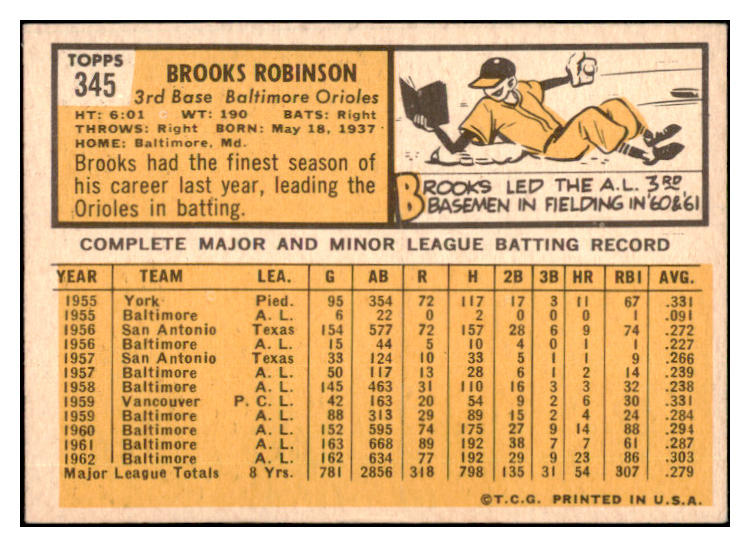 TOPPS
345
BROOKS ROBINSON
3rd Base Baltimore Orioles
HT: 6:01 WT: 190 BATS: Right
THROWS: Right BORN: May 18, 1937
HOME: Baltimore, Md.
Brooks had the finest season of
his career last year, leading the
Orioles in batting.
BROOKS LED THE A.L. 3RD
BASEMEN IN FIELDING IN '60 & '61
COMPLETE MAJOR AND MINOR LEAGUE BATTING RECORD
YEAR TEAM LEA. G AB R H 2B 3B HR RBI AVG.
1955 York Pied. 95 354 72 117 17 3 11 67 .331
1955 Baltimore A. L. 6 22 0 2 0 0 0 1 .091
1956 San Antonio Texas 154 577 72 157 28 6 9 74 .272
1956 Baltimore A. L. 15 44 5 10 4 0 1 1 .227
1957 San Antonio Texas 33 124 10 33 5 1 1 9 .266
1957 Baltimore A. L. 50 117 13 28 6 1 2 14 .239
1958 Baltimore A. L. 145 463 31 110 16 3 3 32 .238
1959 Vancouver P. C. L. 42 163 20 54 9 2 6 30 .331
1959 Baltimore A. L. 88 313 29 89 15 2 4 24 .284
1960 Baltimore A. L. 152 595 74 175 27 9 14 88 .294
1961 Baltimore A. L. 163 668 89 192 38 7 7 61 .287
1962 Baltimore A. L. 162 634 77 192 29 9 23 86 .303
Major League Totals 8 Yrs. 781 2856 318 798 135 31 54 307 .279
©T.C.G. PRINTED IN U.S.A.